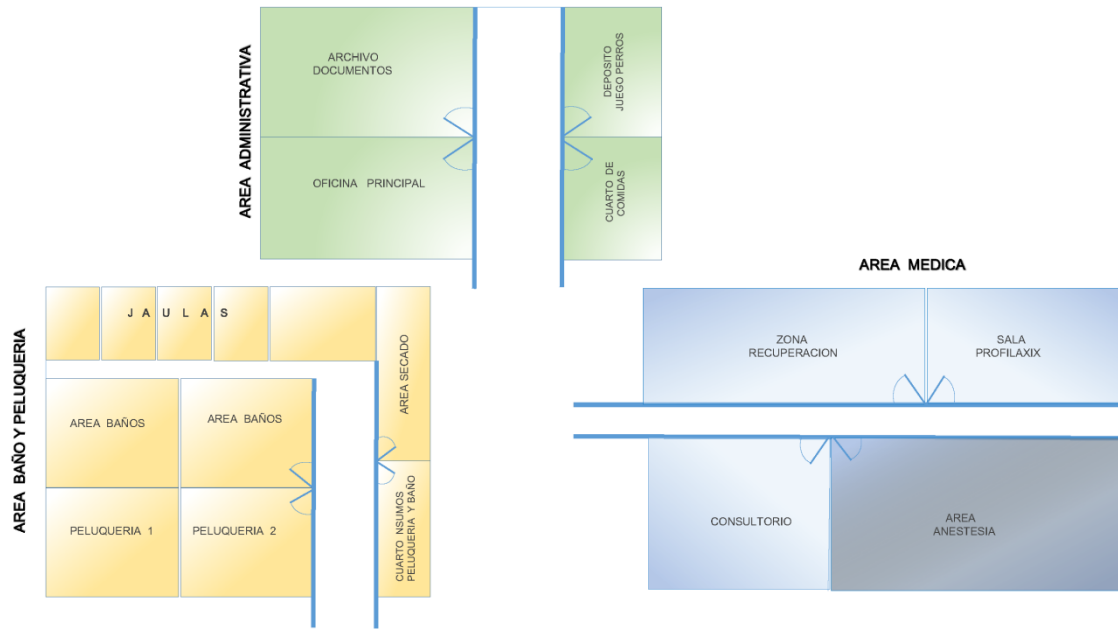 AREA ADMINISTRATIVA
ARCHIVO
DOCUMENTOS
DEPOSITO
JUEGO PERROS
OFICINA PRINCIPAL
CUARTO DE
COMIDAS
AREA BAÑO Y PELUQUERIA
J A U L A S
AREA SECADO
AREA BAÑOS
AREA BAÑOS
PELUQUERIA 1
PELUQUERIA 2
CUARTO NSUMOS
PELUQUERIA Y BAÑO
AREA MEDICA
ZONA
RECUPERACION
SALA
PROFILAXIX
CONSULTORIO
AREA
ANESTESIA